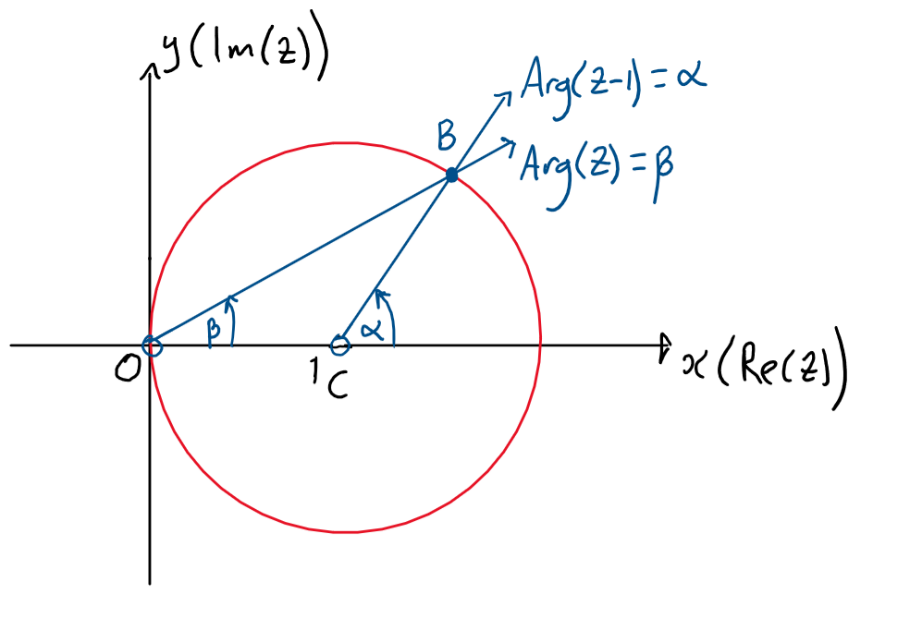 y(Im(z))
Arg(z-1)=α
B
Arg(z)=β
β
α
O
1
C
x(Re(z))